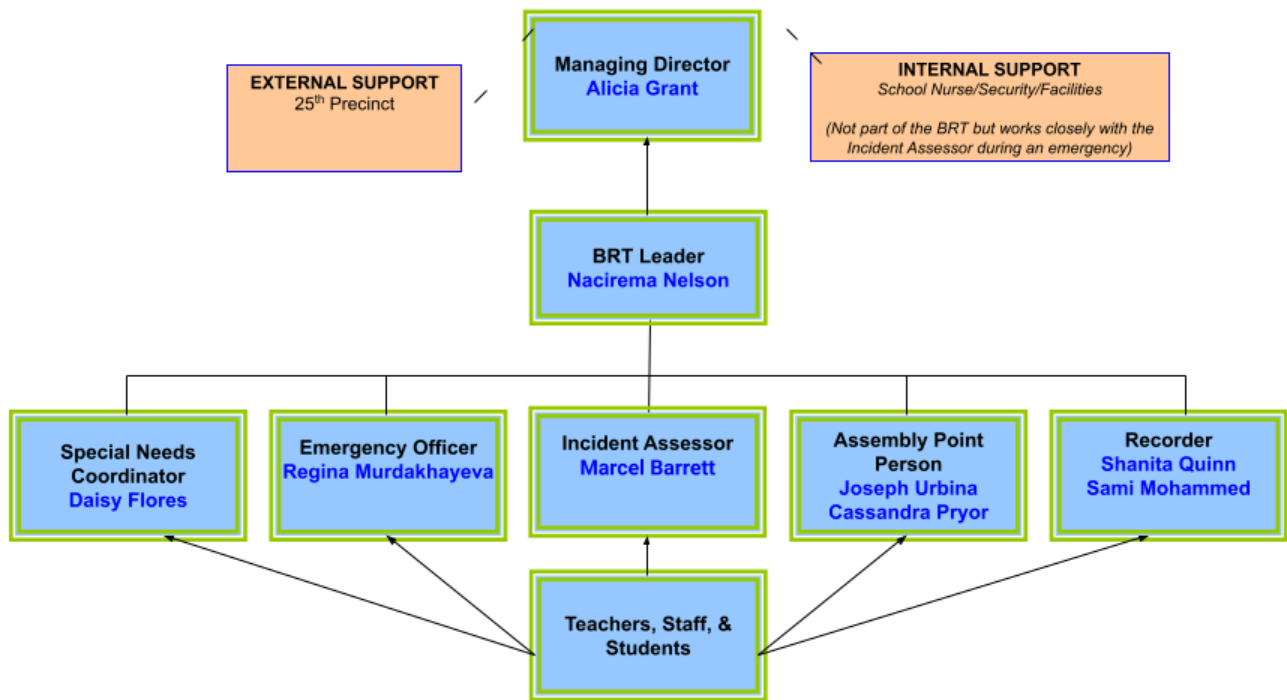 Managing Director
Alicia Grant
EXTERNAL SUPPORT
25th Precinct
INTERNAL SUPPORT
School Nurse/Security/Facilities
(Not part of the BRT but works closely with the
Incident Assessor during an emergency)
BRT Leader
Nacirema Nelson
Special Needs
Coordinator
Daisy Flores
Emergency Officer
Regina Murdakhayeva
Incident Assessor
Marcel Barrett
Assembly Point
Person
Joseph Urbina
Cassandra Pryor
Recorder
Shanita Quinn
Sami Mohammed
Teachers, Staff, &
Students